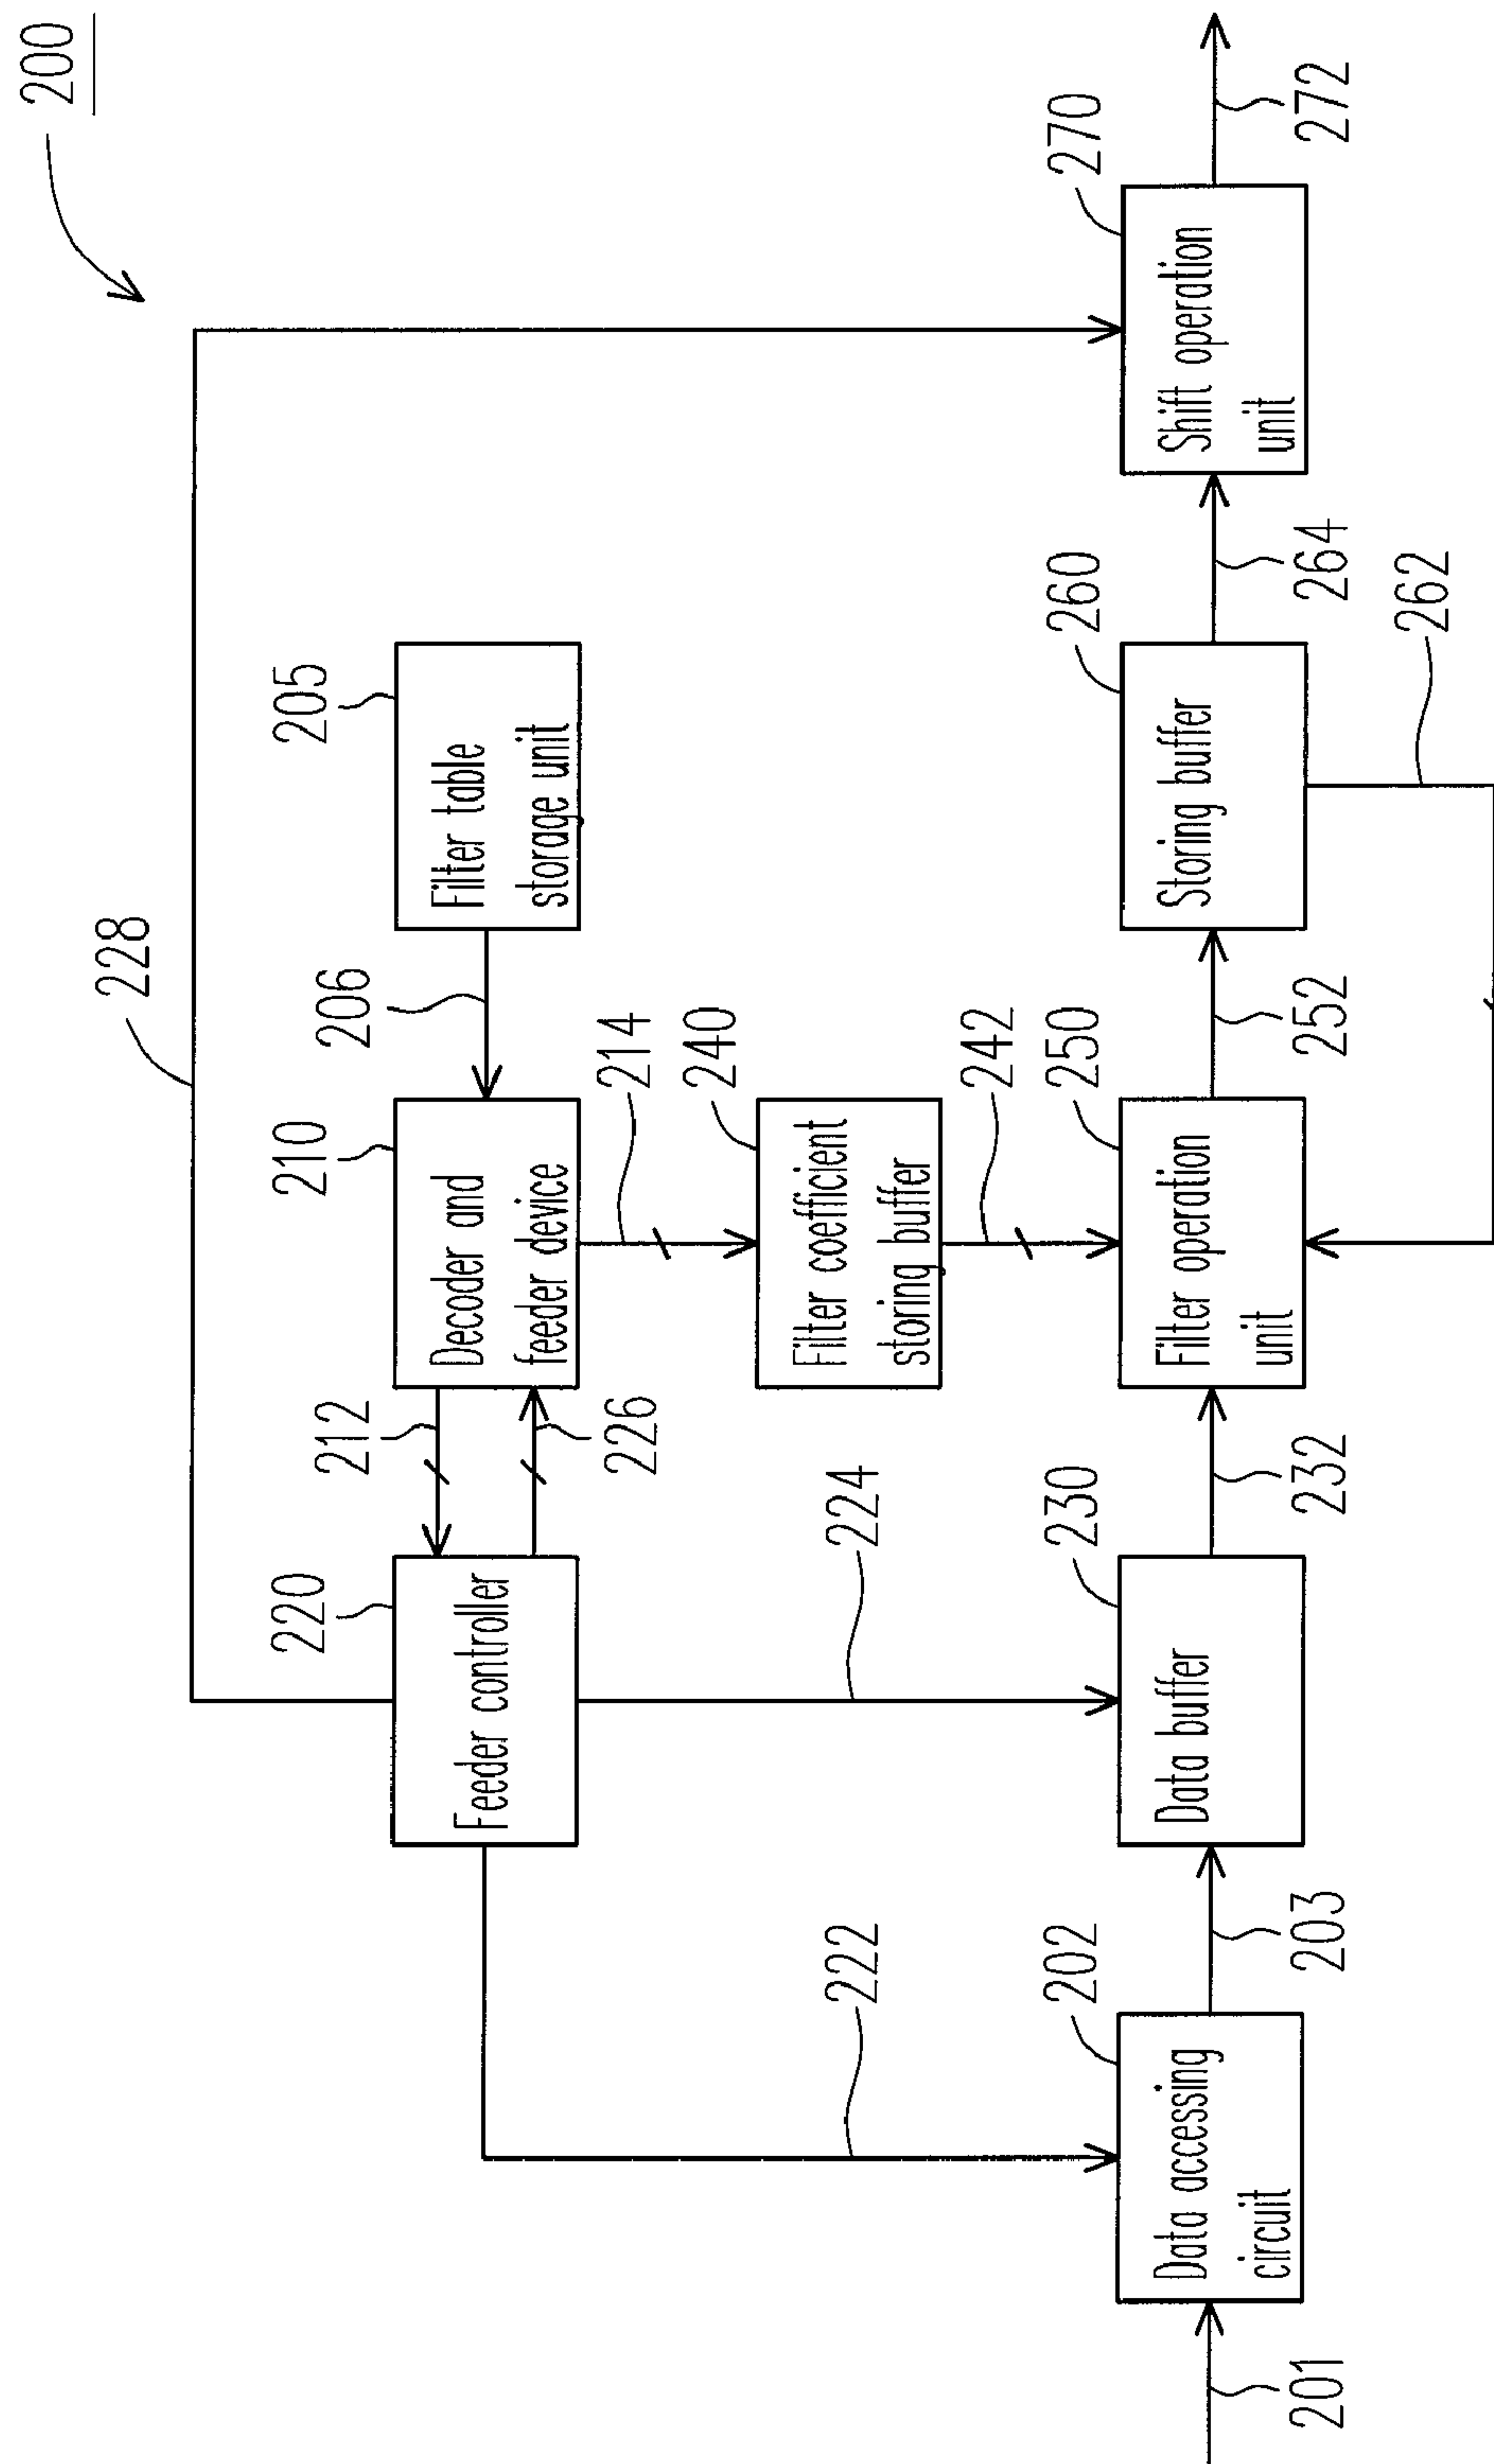 200
228
220
Feeder controller
212
226
210
Decoder and
feeder device
206
205
Filter table
storage unit
214
222
224
240
Filter coefficient
storing buffer
242
202
Data accessing
circuit
230
Data buffer
250
Filter operation
unit
260
Storing buffer
270
Shift operation
unit
201
203
232
252
264
272
262